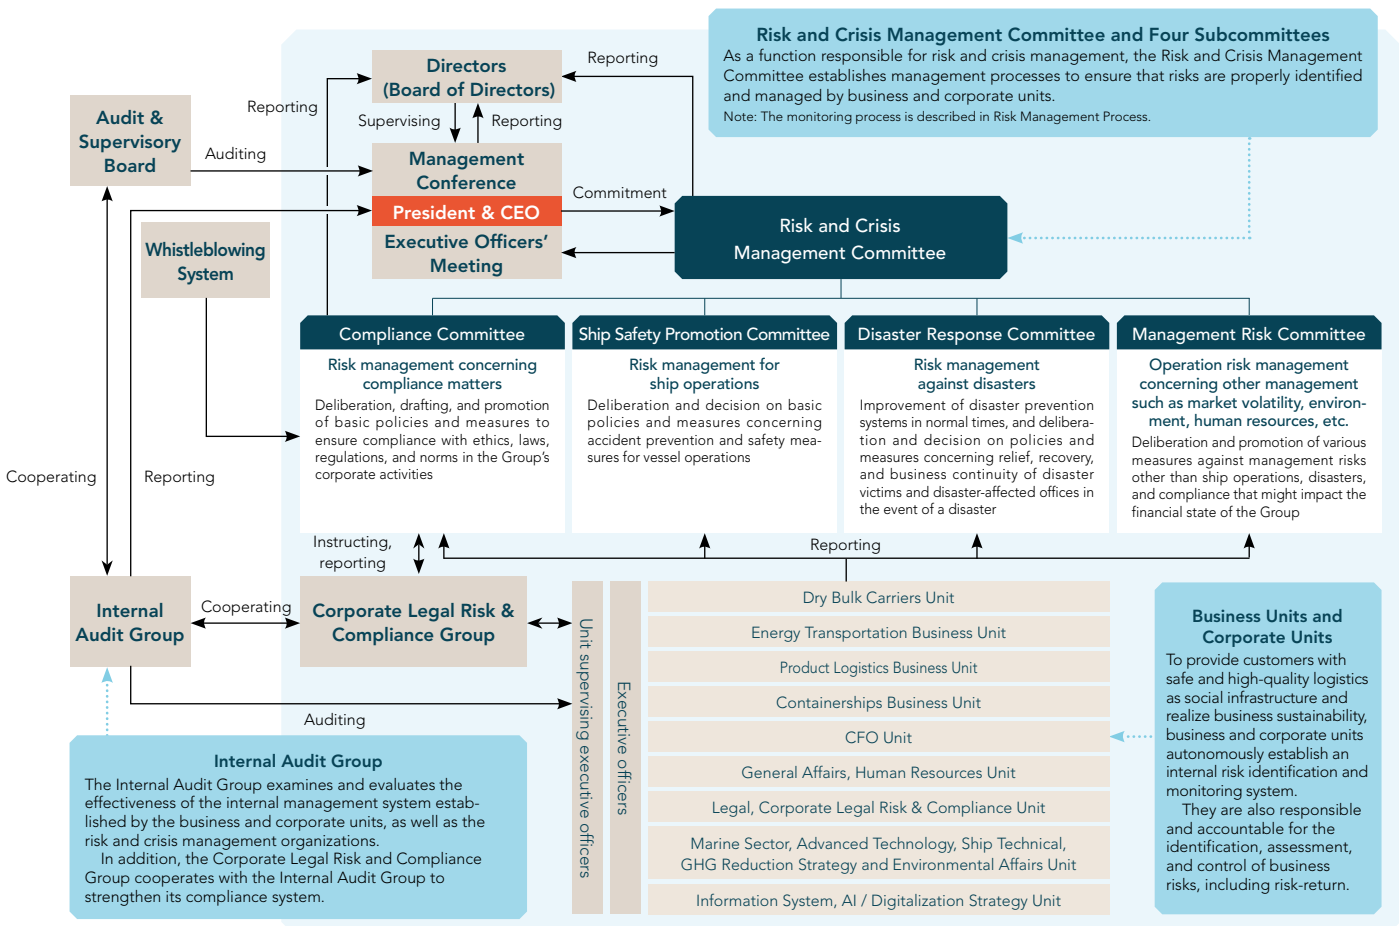 Risk and Crisis Management Committee and Four Subcommittees
As a function responsible for risk and crisis management, the Risk and Crisis Management
Committee establishes management processes to ensure that risks are properly identified
and managed by business and corporate units.
Note: The monitoring process is described in Risk Management Process.
Directors
(Board of Directors)
Reporting
Reporting
Supervising
Reporting
Audit &
Supervisory
Board
Auditing
Management
Conference
President & CEO
Executive Officers’
Meeting
Commitment
Risk and Crisis
Management Committee
Whistleblowing
System
Compliance Committee
Risk management concerning
compliance matters
Deliberation, drafting, and promotion
of basic policies and measures to
ensure compliance with ethics, laws,
regulations, and norms in the Group’s
corporate activities
Ship Safety Promotion Committee
Risk management for
ship operations
Deliberation and decision on basic
policies and measures concerning
accident prevention and safety mea-
sures for vessel operations
Disaster Response Committee
Risk management
against disasters
Improvement of disaster prevention
systems in normal times, and delibera-
tion and decision on policies and
measures concerning relief, recovery,
and business continuity of disaster
victims and disaster-affected offices in
the event of a disaster
Management Risk Committee
Operation risk management
concerning other management
such as market volatility, environ-
ment, human resources, etc.
Deliberation and promotion of various
measures against management risks
other than ship operations, disasters,
and compliance that might impact the
financial state of the Group
Cooperating
Reporting
Instructing,
reporting
Reporting
Internal
Audit Group
Cooperating
Corporate Legal Risk &
Compliance Group
Auditing
Unit supervising executive officers
Executive officers
Dry Bulk Carriers Unit
Energy Transportation Business Unit
Product Logistics Business Unit
Containerships Business Unit
CFO Unit
General Affairs, Human Resources Unit
Legal, Corporate Legal Risk & Compliance Unit
Marine Sector, Advanced Technology, Ship Technical,
GHG Reduction Strategy and Environmental Affairs Unit
Information System, AI / Digitalization Strategy Unit
Business Units and
Corporate Units
To provide customers with
safe and high-quality logistics
as social infrastructure and
realize business sustainability,
business and corporate units
autonomously establish an
internal risk identification and
monitoring system.
They are also responsible
and accountable for the
identification, assessment,
and control of business
risks, including risk-return.
Internal Audit Group
The Internal Audit Group examines and evaluates the
effectiveness of the internal management system estab-
lished by the business and corporate units, as well as the
risk and crisis management organizations.
In addition, the Corporate Legal Risk and Compliance
Group cooperates with the Internal Audit Group to
strengthen its compliance system.